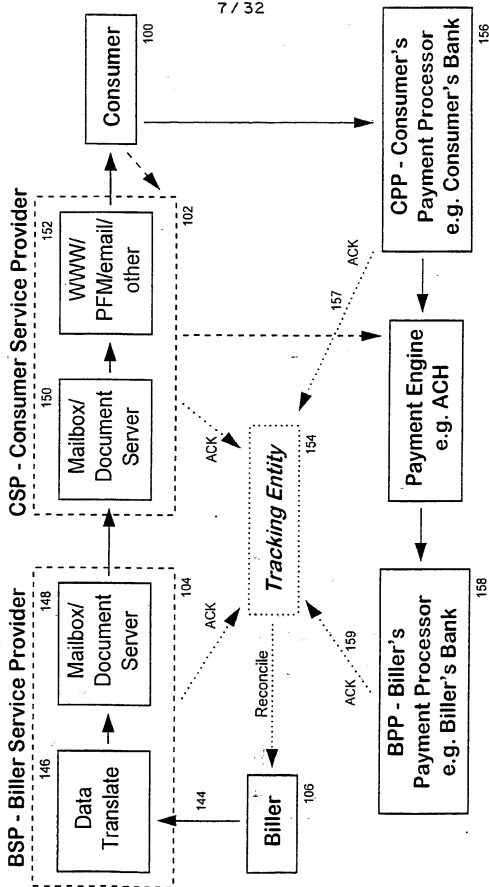 7/32
BSP - Biller Service Provider
146
Data
Translate
148
Mailbox/
Document
Server
104
CSP - Consumer Service Provider
150
Mailbox/
Document
Server
152
WWW/
PFM/email/
other
102
Consumer
100
144
ACK
ACK
ACK
157
Biller
106
Reconcile
Tracking Entity
154
ACK
159
BPP - Biller's
Payment Processor
e.g. Biller's Bank
158
Payment Engine
e.g. ACH
CPP - Consumer's
Payment Processor
e.g. Consumer's Bank
156